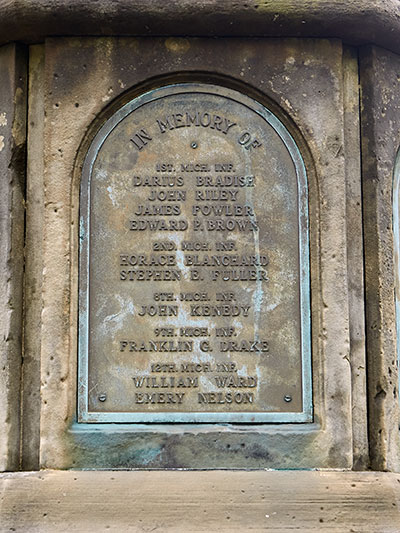 IN MEMORY OF
1ST. MICH. INF.
DARIUS BRADISH
JOHN RILEY
JAMES FOWLER
EDWARD P. BROWN
2ND. MICH. INF.
HORACE BLANCHARD
STEPHEN E. FULLER
8TH. MICH. INF.
JOHN KENEDY
9TH. MICH. INF.
FRANKLIN G. DRAKE
12TH. MICH. INF.
WILLIAM WARD
EMERY NELSON